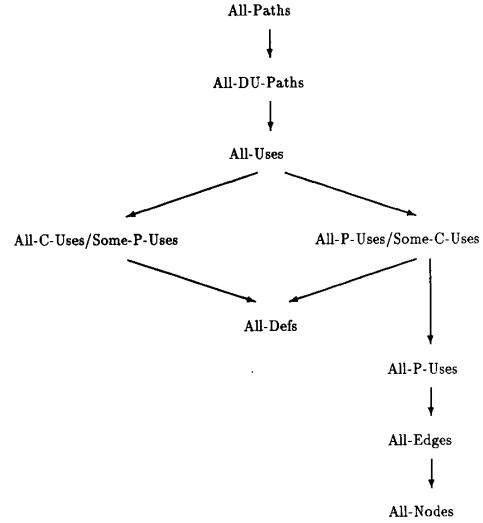 All-Paths
All-DU-Paths
All-Uses
All-C-Uses/Some-P-Uses
All-P-Uses/Some-C-Uses
All-Defs
All-P-Uses
All-Edges
All-Nodes